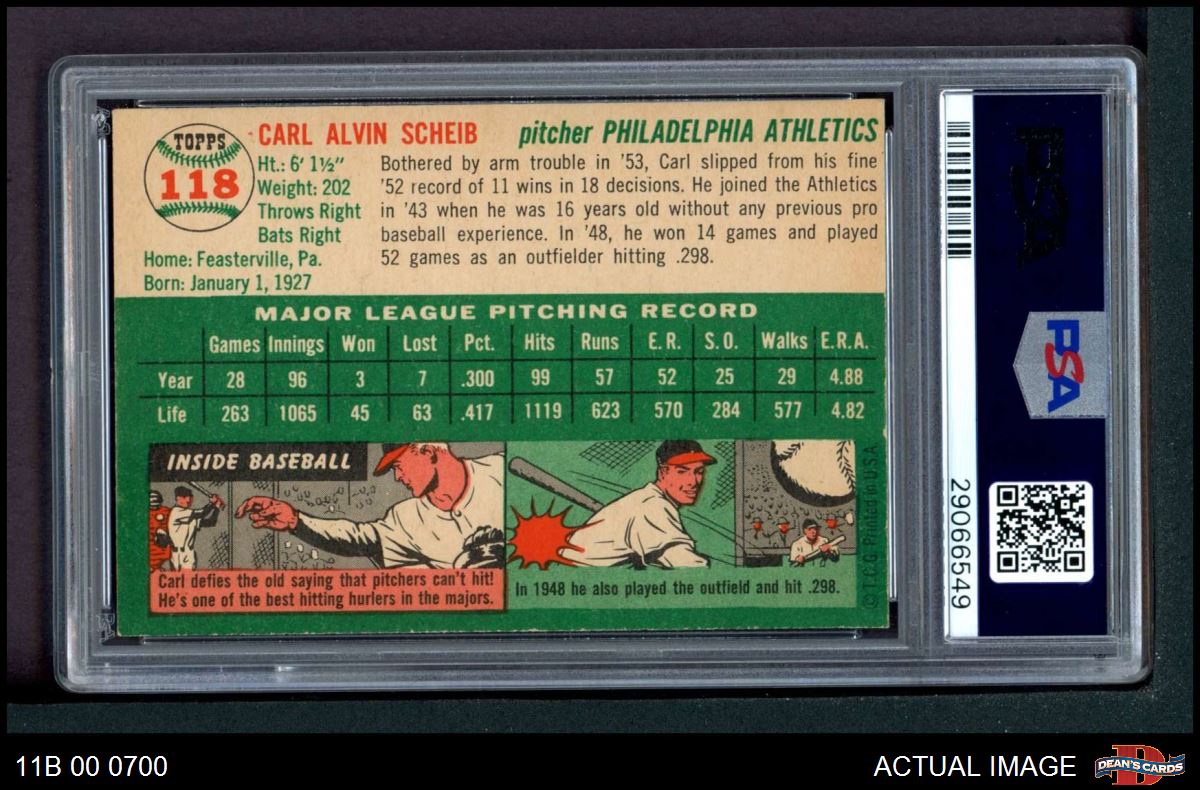 TOPPS
118
CARL ALVIN SCHEIB
pitcher PHILADELPHIA ATHLETICS
Ht.: 6' 1½"
Weight: 202
Throws Right
Bats Right
Home: Feasterville, Pa.
Born: January 1, 1927
Bothered by arm trouble in '53, Carl slipped from his fine
'52 record of 11 wins in 18 decisions. He joined the Athletics
in '43 when he was 16 years old without any previous pro
baseball experience. In '48, he won 14 games and played
52 games as an outfielder hitting .298.
MAJOR LEAGUE PITCHING RECORD
Games Innings Won Lost Pct. Hits Runs E.R. S.O. Walks E.R.A.
Year 28 96 3 7 .300 99 57 52 25 29 4.88
Life 263 1065 45 63 .417 1119 623 570 284 577 4.82
INSIDE BASEBALL
Carl defies the old saying that pitchers can't hit!
He's one of the best hitting hurlers in the majors.
In 1948 he also played the outfield and hit .298.
© T.C.G. Printed in U.S.A.
PSA
PSA
29066549
11B 00 0700
ACTUAL IMAGE
DEAN'S CARDS